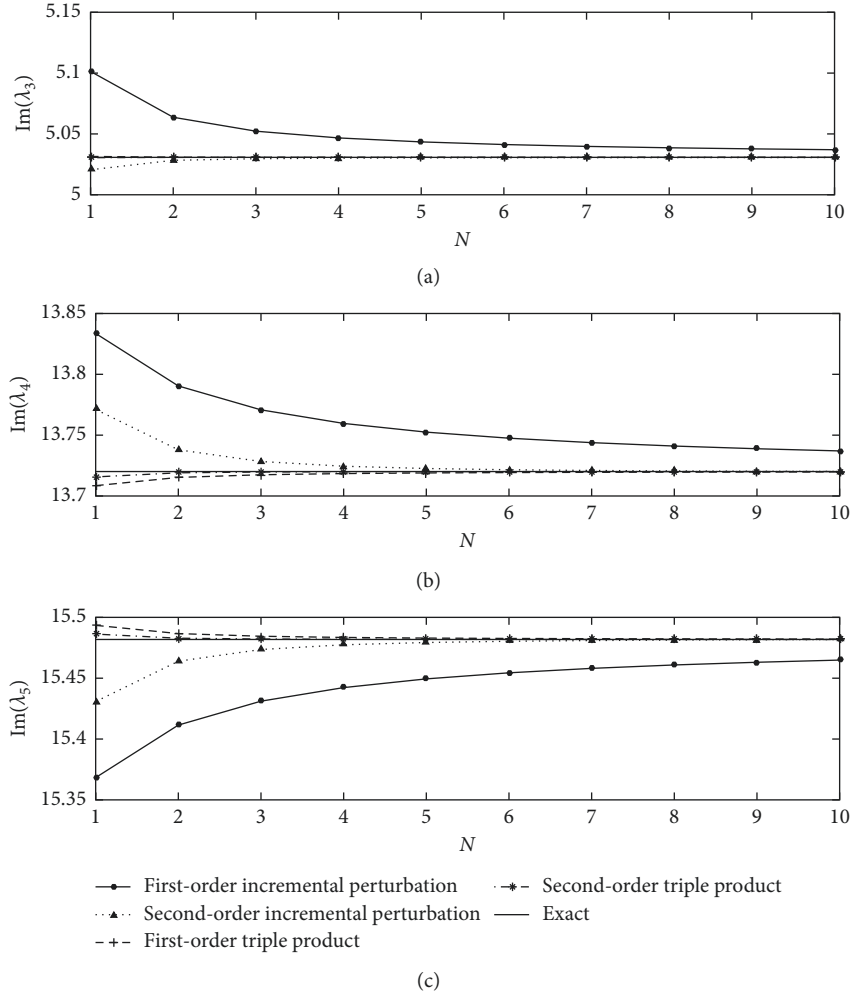 5.15
5.1
5.05
5
Im(λ3)
1 2 3 4 5 6 7 8 9 10
N
(a)
13.85
13.8
13.75
13.7
Im(λ4)
1 2 3 4 5 6 7 8 9 10
N
(b)
15.5
15.45
15.4
15.35
Im(λ5)
1 2 3 4 5 6 7 8 9 10
N
First-order incremental perturbation
Second-order incremental perturbation
First-order triple product
Second-order triple product
Exact
(c)